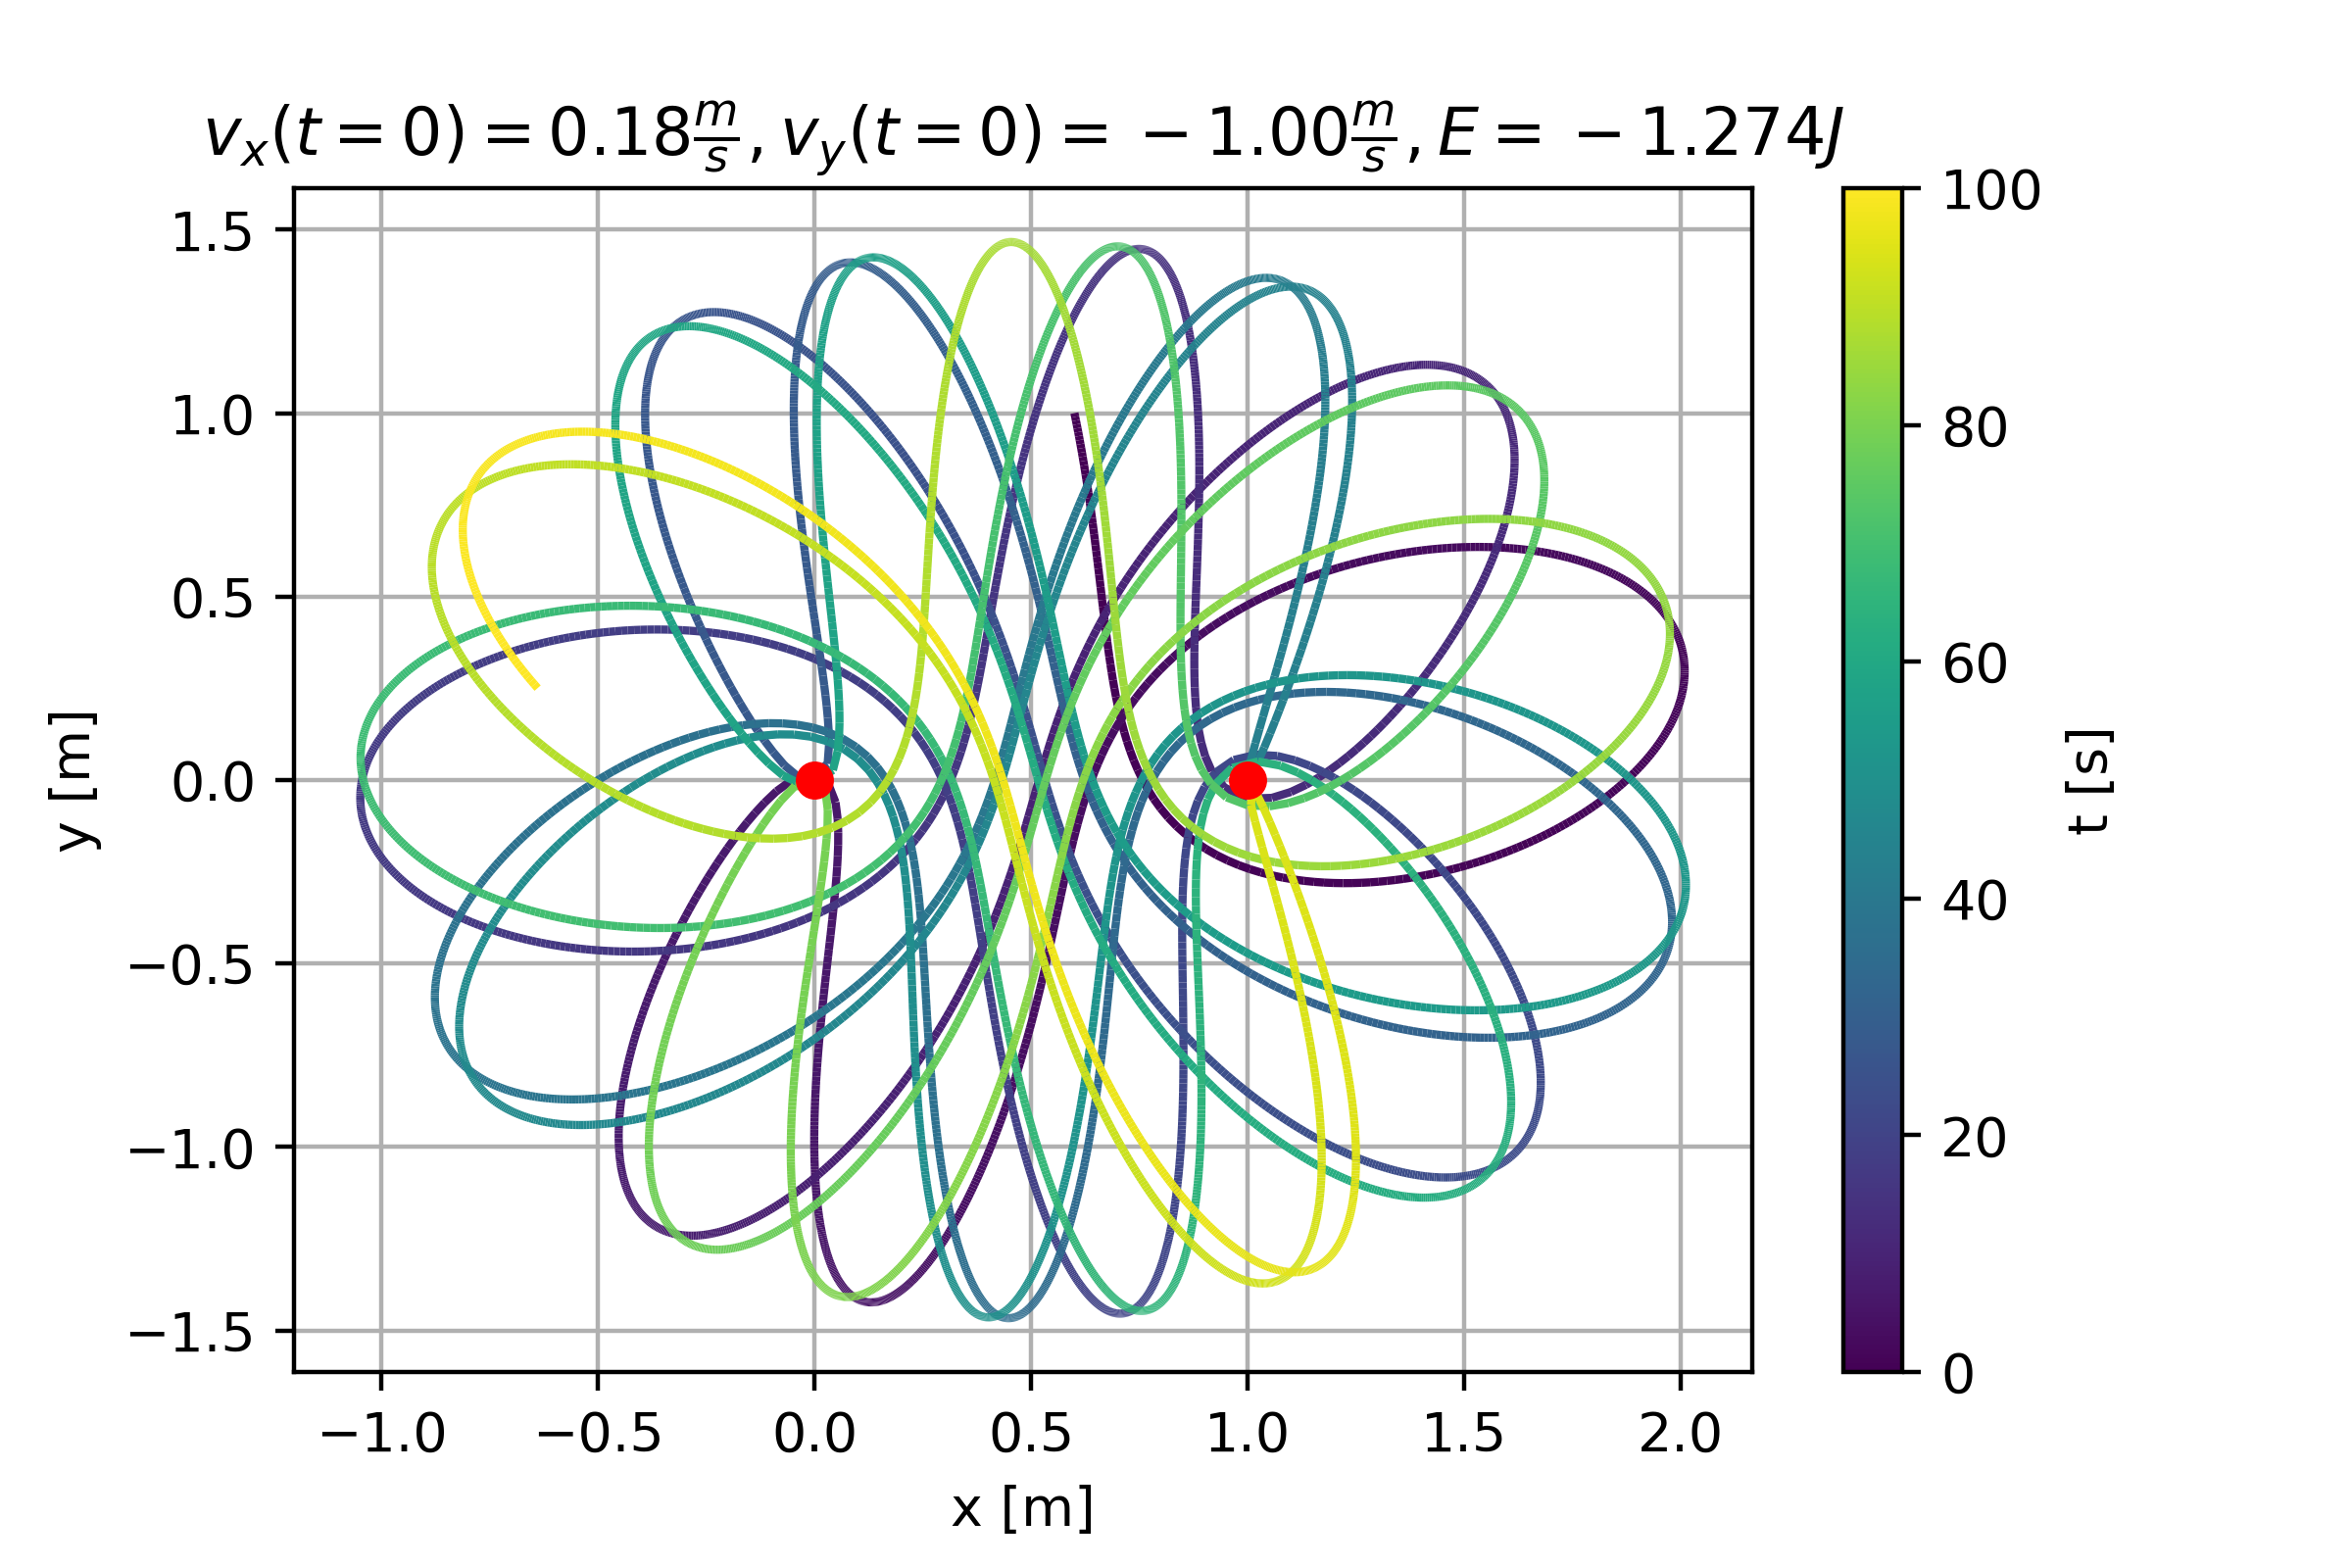 v_x(t = 0) = 0.18 m/s, v_y(t = 0) = −1.00 m/s, E = −1.274J
1.5
1.0
0.5
0.0
−0.5
−1.0
−1.5
y [m]
−1.0 −0.5 0.0 0.5 1.0 1.5 2.0
x [m]
100
80
60
40
20
0
t [s]